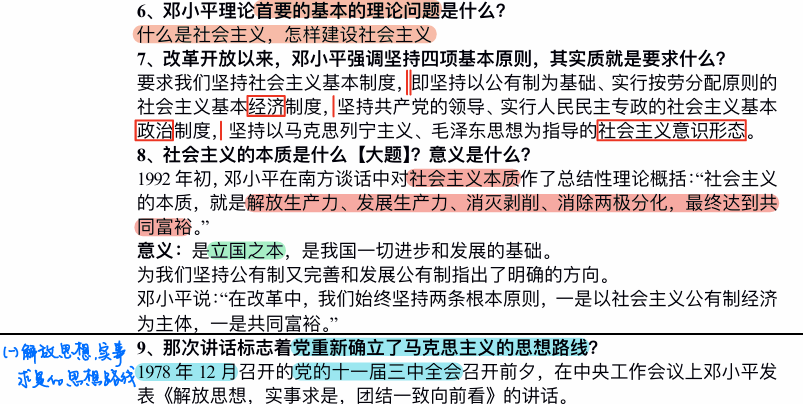 6、邓小平理论首要的基本的理论问题是什么？
什么是社会主义，怎样建设社会主义
7、改革开放以来，邓小平强调坚持四项基本原则，其实质就是要求什么？
要求我们坚持社会主义基本制度，即坚持以公有制为基础、实行按劳分配原则的
社会主义基本经济制度，坚持共产党的领导、实行人民民主专政的社会主义基本
政治制度，坚持以马克思列宁主义、毛泽东思想为指导的社会主义意识形态。
8、社会主义的本质是什么【大题】？意义是什么？
1992 年初，邓小平在南方谈话中对社会主义本质作了总结性理论概括：“社会主义
的本质，就是解放生产力、发展生产力、消灭剥削、消除两极分化，最终达到共
同富裕。”
意义：是立国之本，是我国一切进步和发展的基础。
为我们坚持公有制又完善和发展公有制指出了明确的方向。
邓小平说：“在改革中，我们始终坚持两条根本原则，一是以社会主义公有制经济
为主体，一是共同富裕。”
9、那次讲话标志着党重新确立了马克思主义的思想路线？
(一)解放思想、实事
求是的思想路线
1978 年 12 月召开的党的十一届三中全会召开前夕，在中央工作会议上邓小平发
表《解放思想，实事求是，团结一致向前看》的讲话。